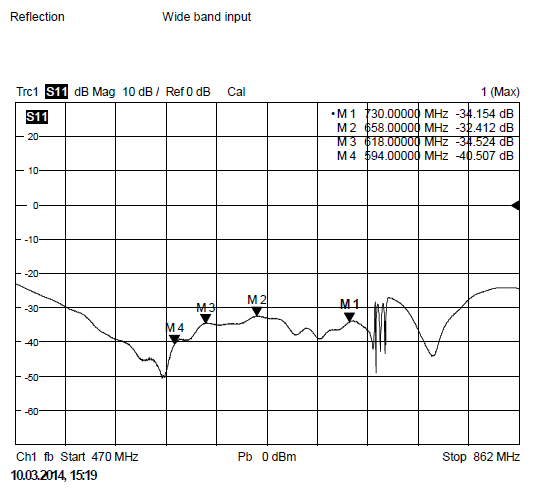 Reflection Wide band input
Trc1 S11 dB Mag 10 dB / Ref 0 dB Cal 1 (Max)
S11
•M 1 730.00000 MHz -34.154 dB
M 2 658.00000 MHz -32.412 dB
M 3 618.00000 MHz -34.524 dB
M 4 594.00000 MHz -40.507 dB
20
10
0
-10
-20
-30
-40
-50
-60
M 4
M 3
M 2
M 1
Ch1 fb Start 470 MHz Pb 0 dBm Stop 862 MHz
10.03.2014, 15:19